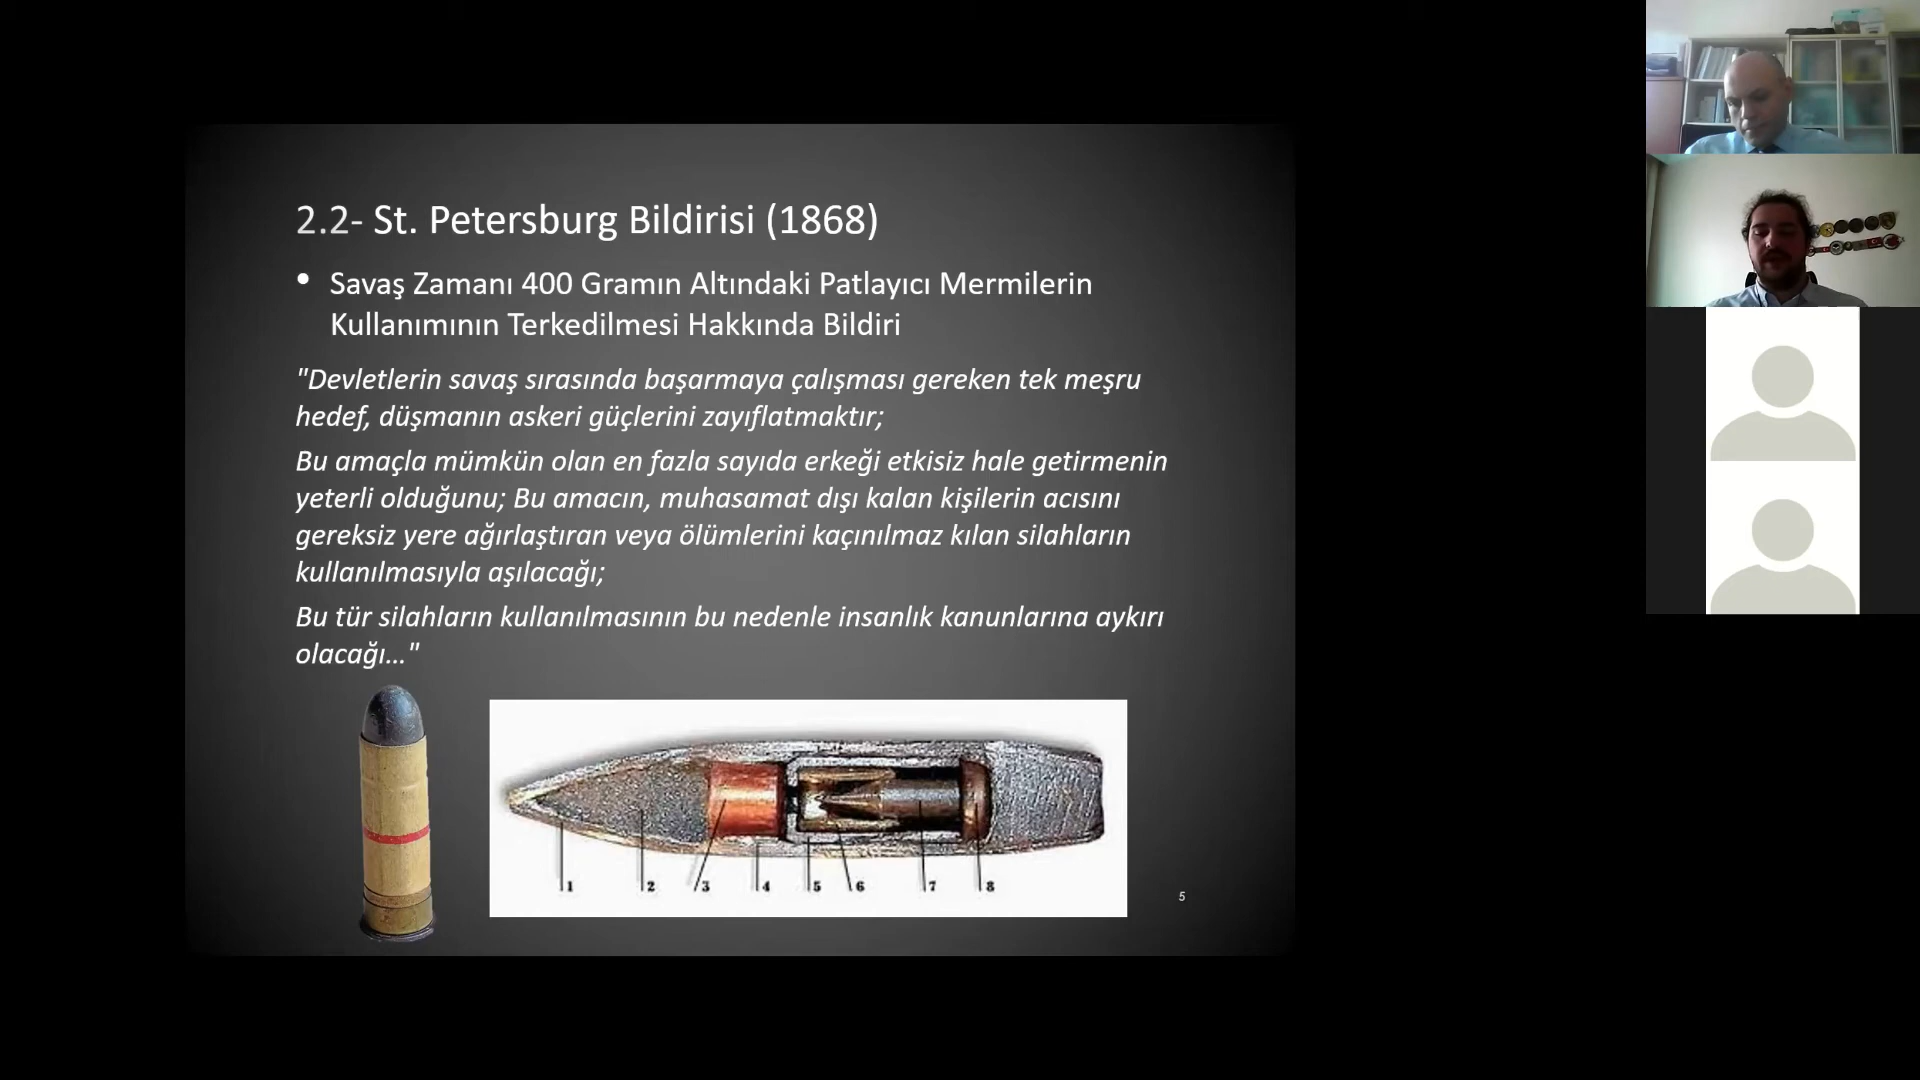 2.2- St. Petersburg Bildirisi (1868)
• Savaş Zamanı 400 Gramın Altındaki Patlayıcı Mermilerin
Kullanımının Terkedilmesi Hakkında Bildiri
"Devletlerin savaş sırasında başarmaya çalışması gereken tek meşru
hedef, düşmanın askeri güçlerini zayıflatmaktır;
Bu amaçla mümkün olan en fazla sayıda erkeği etkisiz hale getirmenin
yeterli olduğunu; Bu amacın, muhasamat dışı kalan kişilerin acısını
gereksiz yere ağırlaştıran veya ölümlerini kaçınılmaz kılan silahların
kullanılmasıyla aşılacağı;
Bu tür silahların kullanılmasının bu nedenle insanlık kanunlarına aykırı
olacağı..."
1 2 3 4 5 6 7 8
5